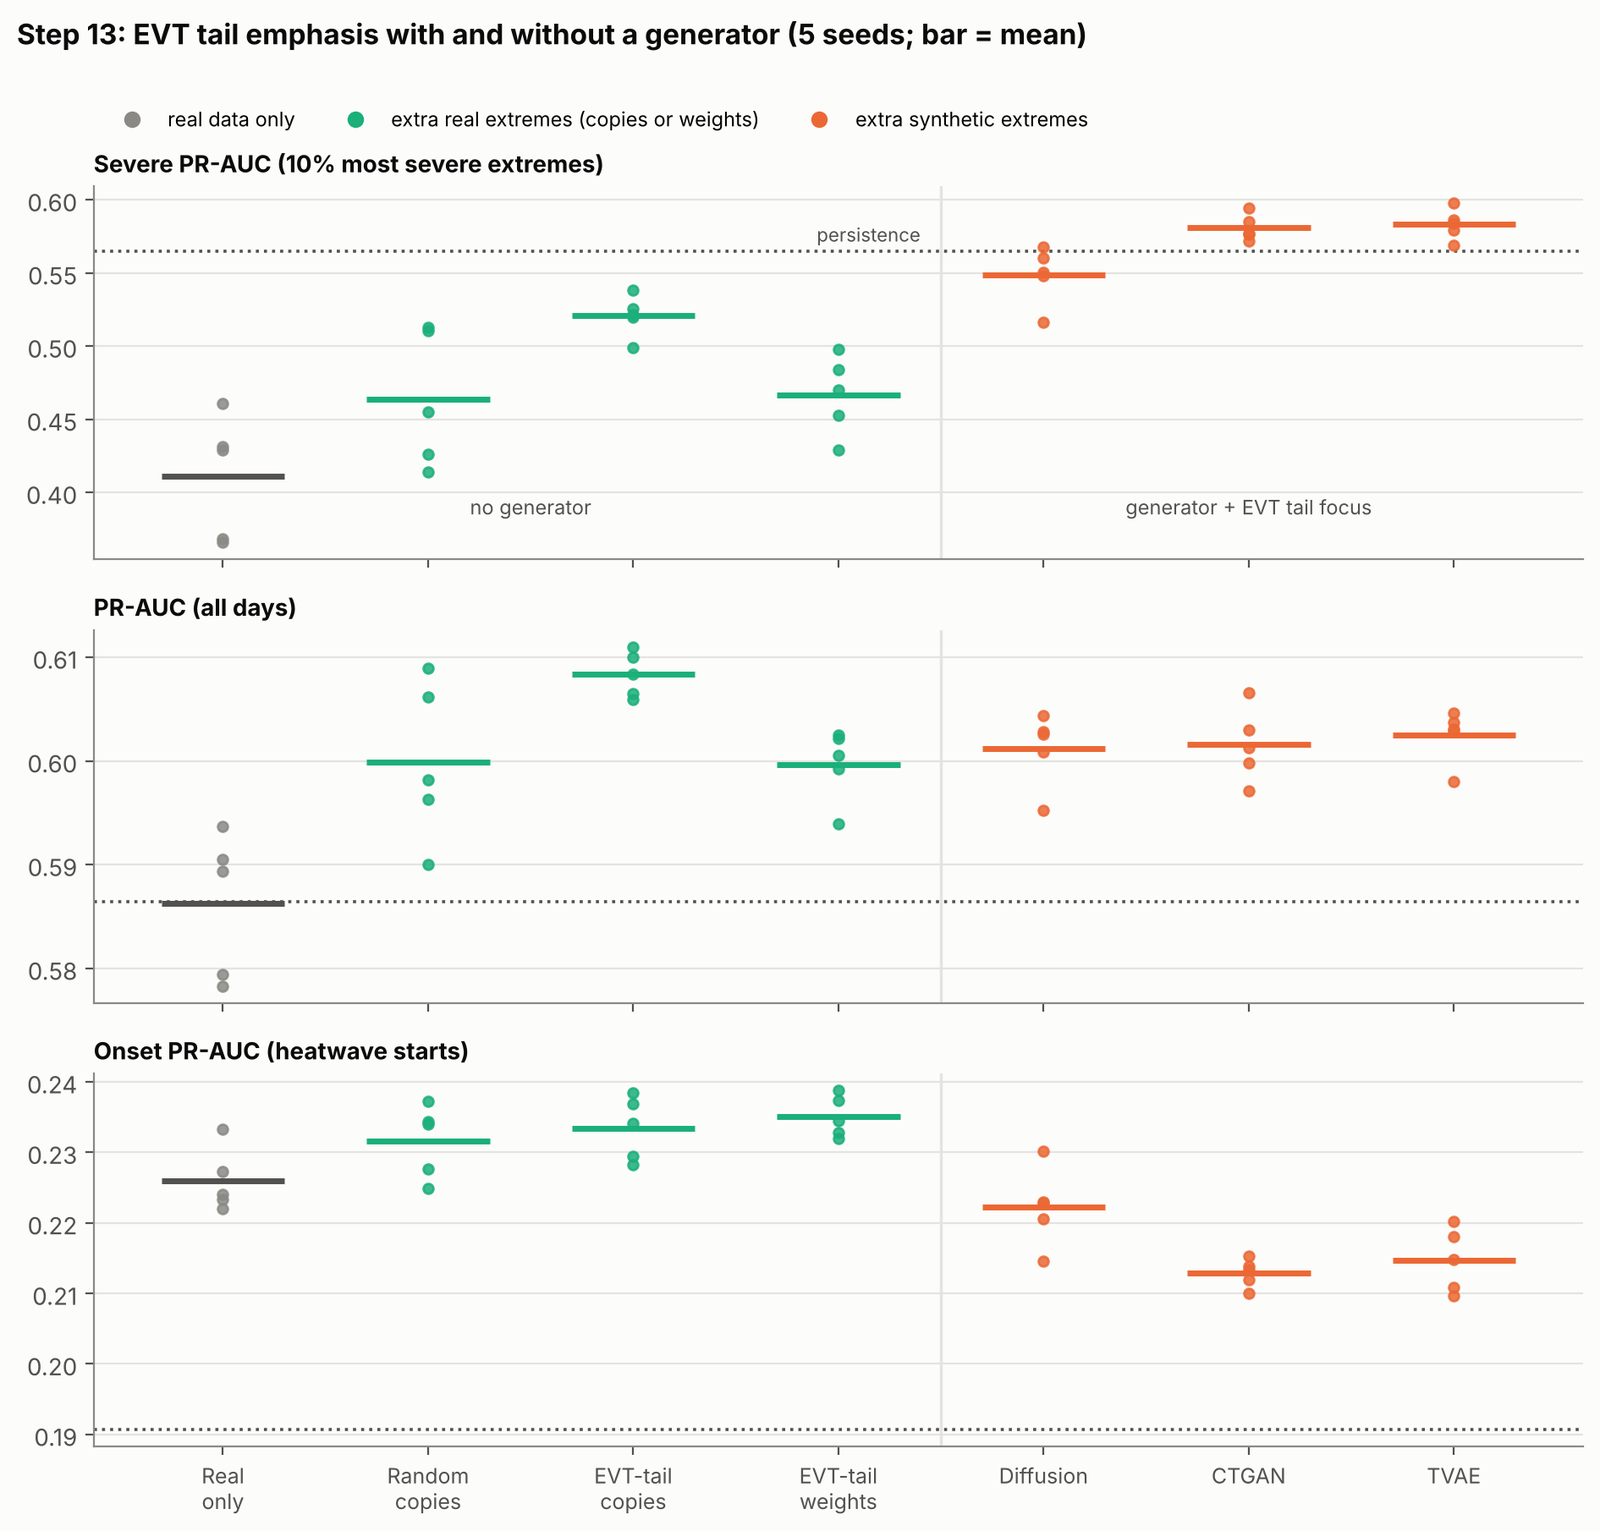 Step 13: EVT tail emphasis with and without a generator (5 seeds; bar = mean)
real data only
extra real extremes (copies or weights)
extra synthetic extremes
Severe PR-AUC (10% most severe extremes)
0.60
persistence
0.55
0.50
0.45
0.40
no generator
generator + EVT tail focus
PR-AUC (all days)
0.61
0.60
0.59
0.58
Onset PR-AUC (heatwave starts)
0.24
0.23
0.22
0.21
0.20
0.19
Real
only
Random
copies
EVT-tail
copies
EVT-tail
weights
Diffusion
CTGAN
TVAE